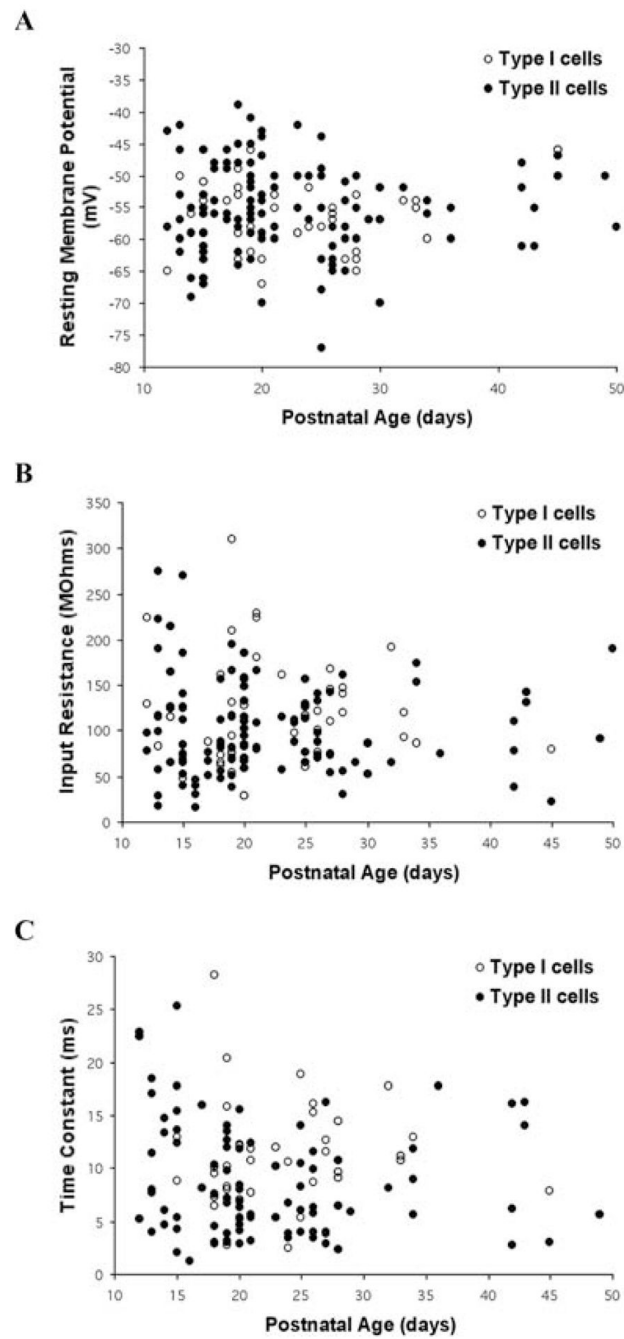 A
-30
-35
-40
-45
-50
-55
-60
-65
-70
-75
-80
Resting Membrane Potential
(mV)
Type I cells
Type II cells
10 20 30 40 50
Postnatal Age (days)
B
350
300
250
200
150
100
50
0
Input Resistance (MOhms)
Type I cells
Type II cells
10 15 20 25 30 35 40 45 50
Postnatal Age (days)
C
30
25
20
15
10
5
0
Time Constant (ms)
Type I cells
Type II cells
10 15 20 25 30 35 40 45 50
Postnatal Age (days)